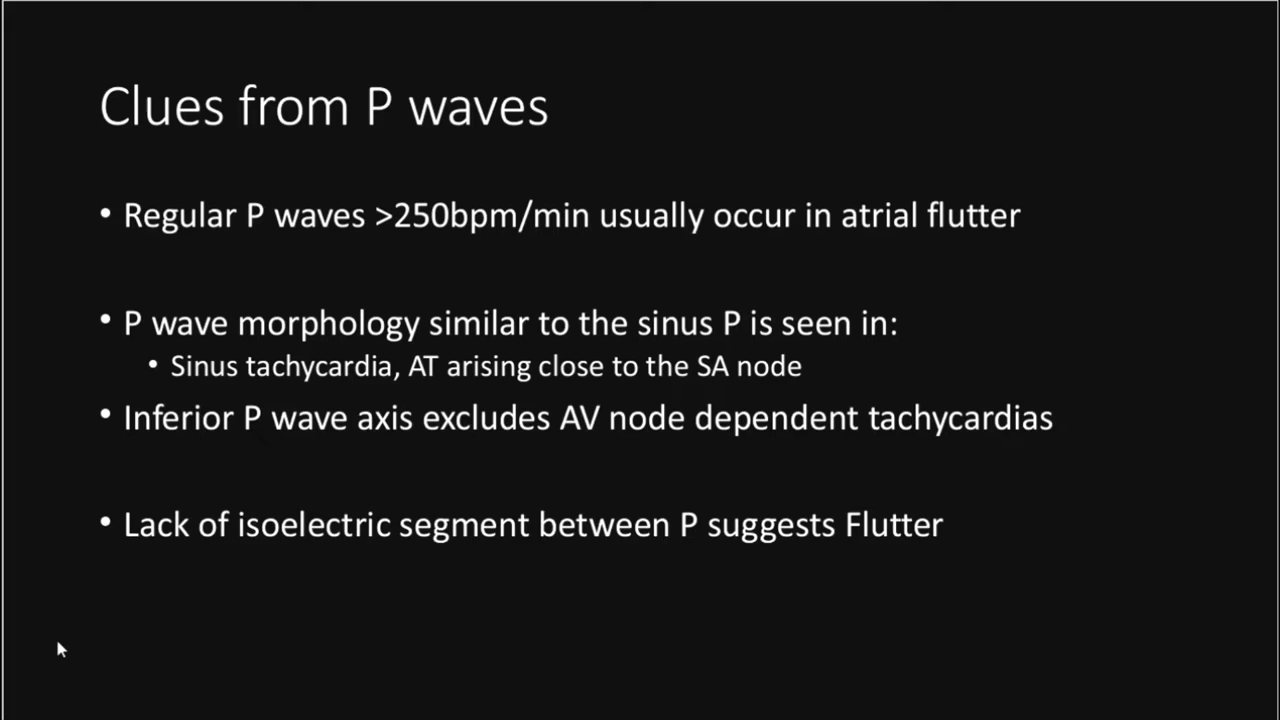 Clues from P waves
• Regular P waves >250bpm/min usually occur in atrial flutter
• P wave morphology similar to the sinus P is seen in:
• Sinus tachycardia, AT arising close to the SA node
• Inferior P wave axis excludes AV node dependent tachycardias
• Lack of isoelectric segment between P suggests Flutter